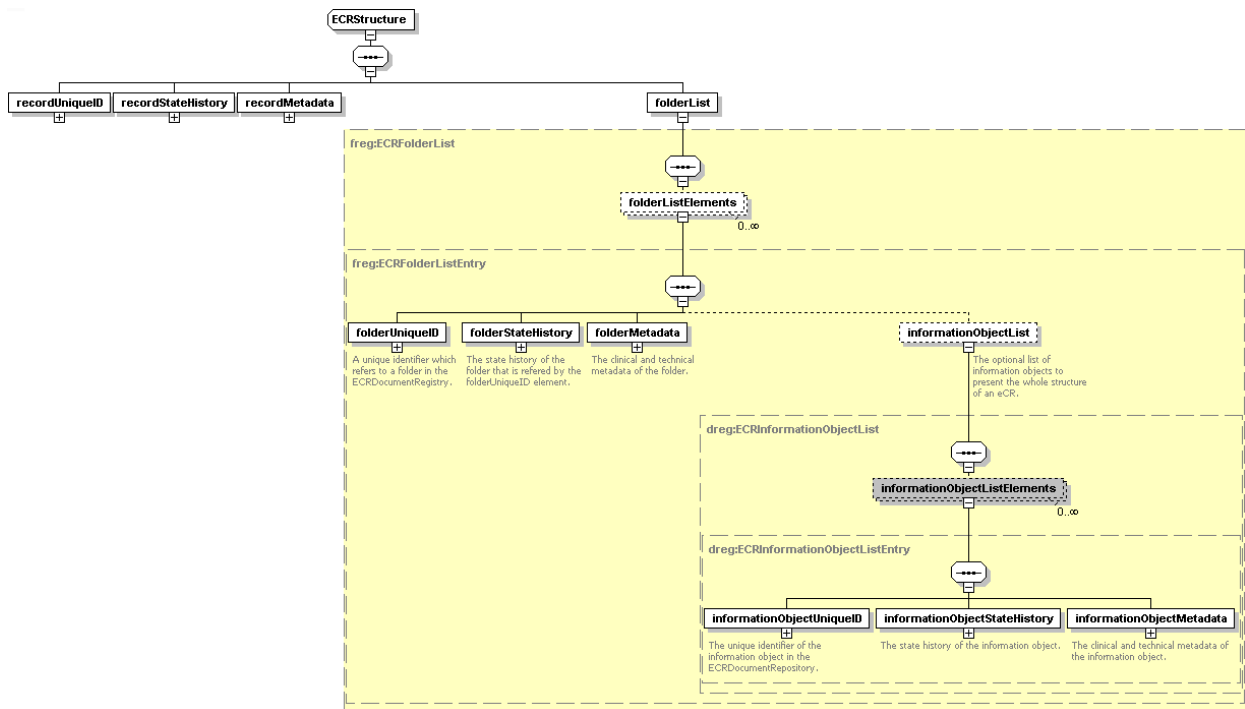 ECRStructure
recordUniqueID
recordStateHistory
recordMetadata
folderList
freg:ECRFolderList
folderListElements
0..∞
freg:ECRFolderListEntry
folderUniqueID
folderStateHistory
folderMetadata
informationObjectList
A unique identifier which
refers to a folder in the
ECRDocumentRegistry.
The state history of the
folder that is refered by the
folderUniqueID element.
The clinical and technical
metadata of the folder.
The optional list of
information objects to
present the whole structure
of an eCR.
dreg:ECRInformationObjectList
informationObjectListElements
0..∞
dreg:ECRInformationObjectListEntry
informationObjectUniqueID
informationObjectStateHistory
informationObjectMetadata
The unique identifier of the
information object in the
ECRDocumentRepository.
The state history of the information object.
The clinical and technical metadata of
the information object.